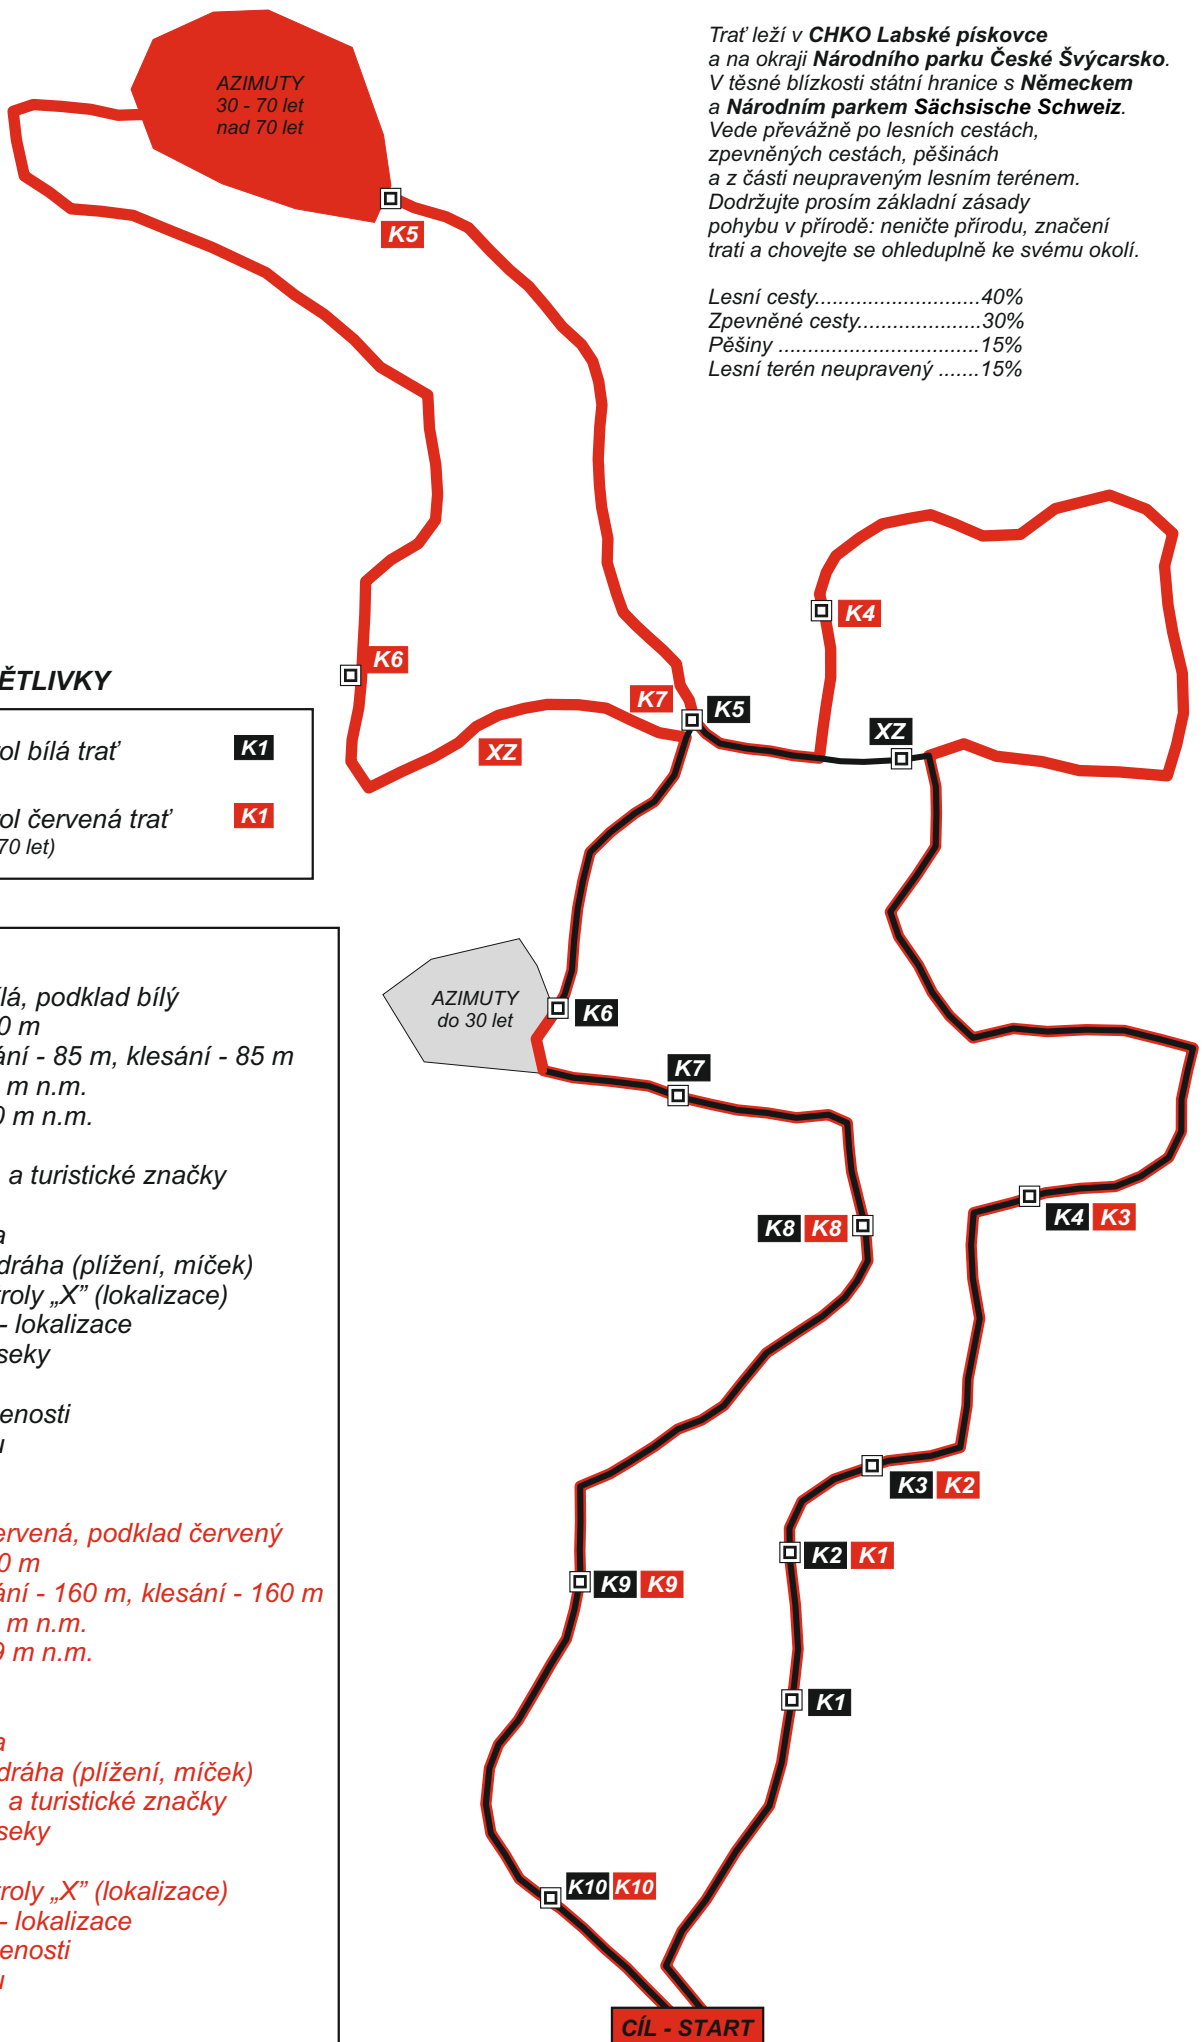 Trať leží v CHKO Labské pískovce
a na okraji Národního parku České Švýcarsko.
V těsné blízkosti státní hranice s Německem
a Národním parkem Sächsische Schweiz.
Vede převážně po lesních cestách,
zpevněných cestách, pěšinách
a z části neupraveným lesním terénem.
Dodržujte prosím základní zásady
pohybu v přírodě: neničte přírodu, značení
trati a chovejte se ohleduplně ke svému okolí.
Lesní cesty............................40%
Zpevněné cesty.....................30%
Pěšiny ..................................15%
Lesní terén neupravený .......15%
AZIMUTY
30 - 70 let
nad 70 let
K5
K4
K6
K7
K5
XZ
XZ
ĚTLIVKY
rol bílá trať K1
rol červená trať K1
70 let)
AZIMUTY
do 30 let
K6
K7
K4 K3
K8 K8
K3 K2
K2 K1
K9 K9
K1
K10 K10
CÍL - START
ílá, podklad bílý
0 m
ání - 85 m, klesání - 85 m
m n.m.
0 m n.m.
a turistické značky
a
dráha (plížení, míček)
troly „X” (lokalizace)
- lokalizace
seky
enosti
u
ervená, podklad červený
0 m
ání - 160 m, klesání - 160 m
m n.m.
9 m n.m.
a
dráha (plížení, míček)
a turistické značky
seky
troly „X” (lokalizace)
- lokalizace
enosti
u